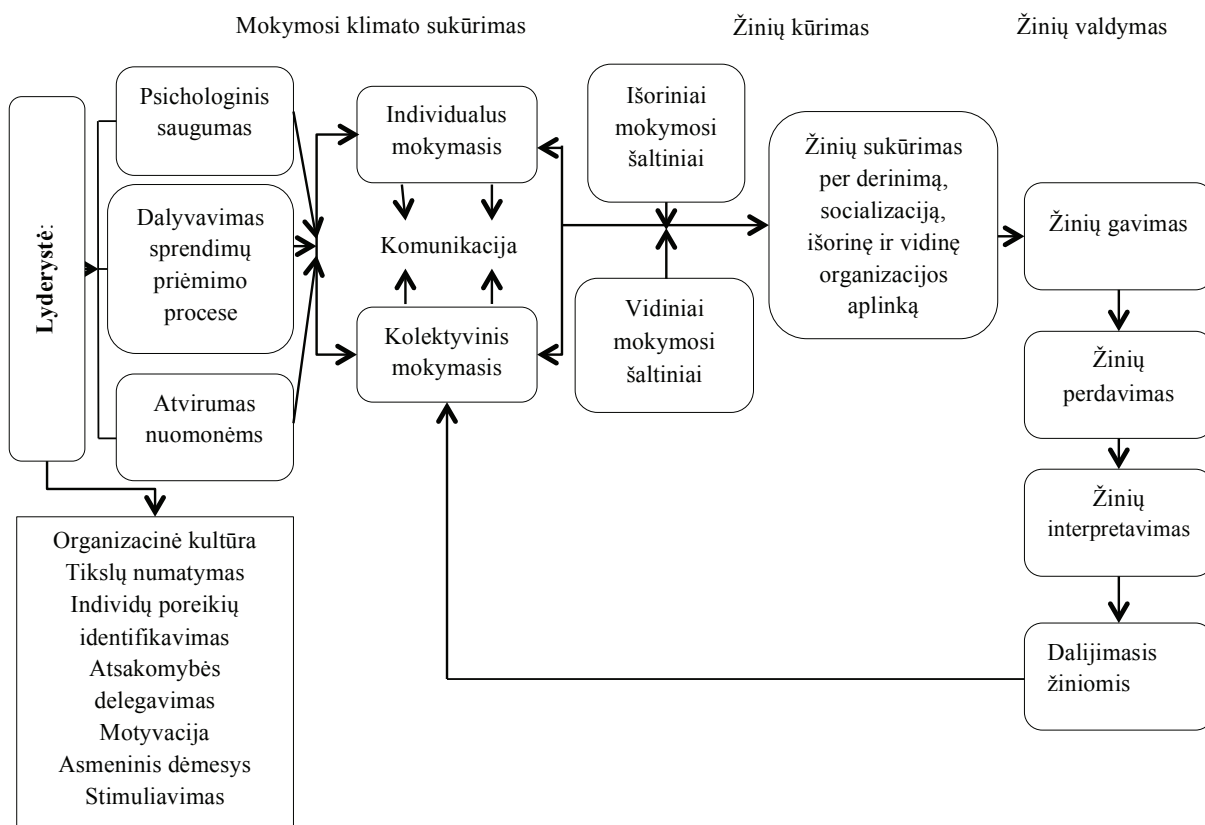 Mokymosi klimato sukūrimas
Žinių kūrimas
Žinių valdymas
Lyderystė:
Psichologinis
saugumas
Dalyvavimas
sprendimų
priėmimo
procese
Atvirumas
nuomonėms
Individualus
mokymasis
Komunikacija
Kolektyvinis
mokymasis
Išoriniai
mokymosi
šaltiniai
Vidiniai
mokymosi
šaltiniai
Žinių sukūrimas
per derinimą,
socializaciją,
išorinę ir vidinę
organizacijos
aplinką
Žinių gavimas
Žinių
perdavimas
Žinių
interpretavimas
Dalijimasis
žiniomis
Organizacinė kultūra
Tikslų numatymas
Individų poreikių
identifikavimas
Atsakomybės
delegavimas
Motyvacija
Asmeninis dėmesys
Stimuliavimas